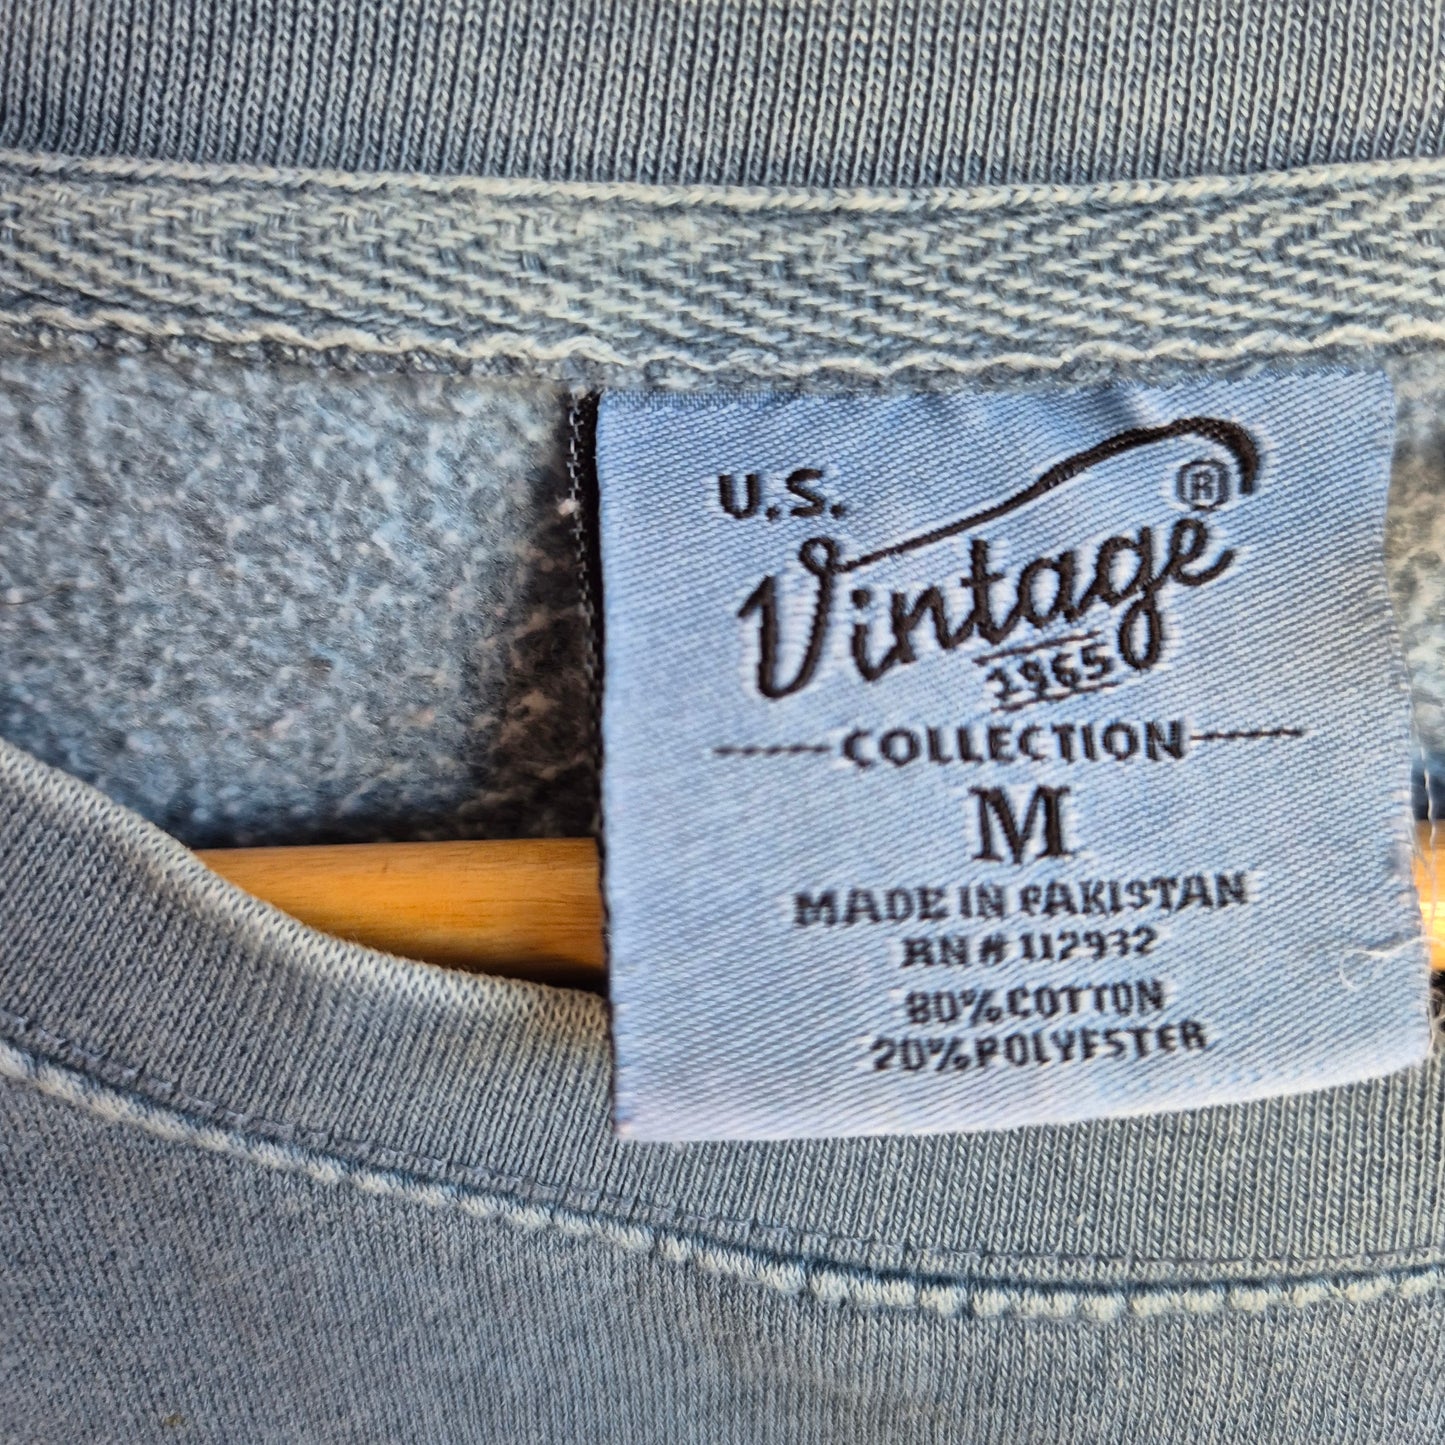 U.S.
Vintage®
1965
COLLECTION
M
MADE IN PAKISTAN
RN# 112932
80% COTTON
20% POLYESTER